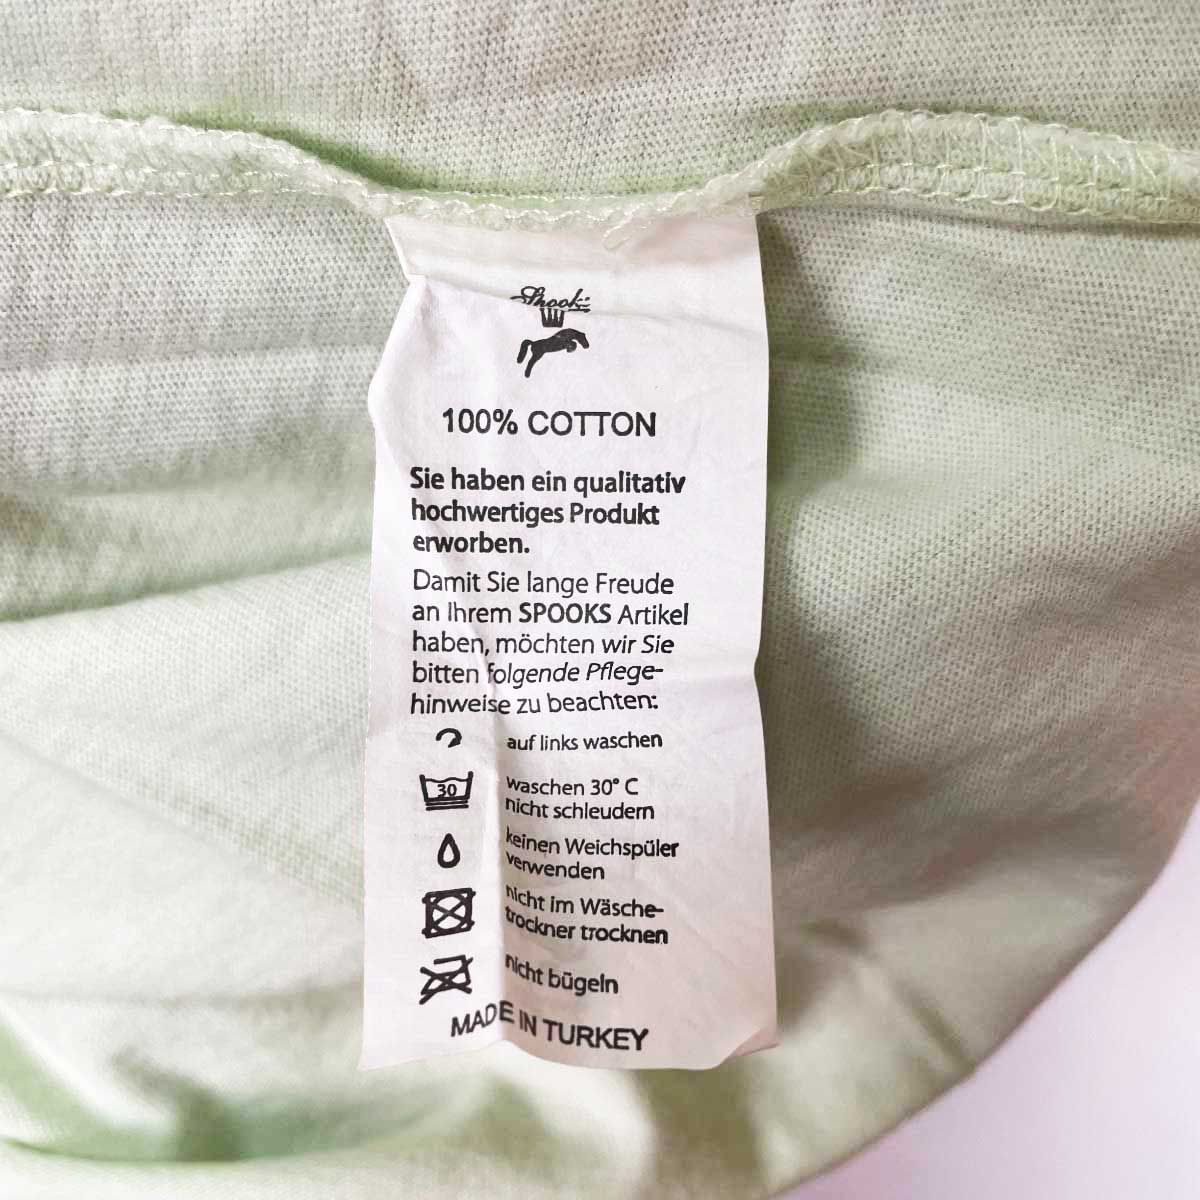 Spooks
100% COTTON
Sie haben ein qualitativ
hochwertiges Produkt
erworben.
Damit Sie lange Freude
an Ihrem SPOOKS Artikel
haben, möchten wir Sie
bitten folgende Pflege-
hinweise zu beachten:
auf links waschen
30
waschen 30° C
nicht schleudern
keinen Weichspüler
verwenden
nicht im Wäsche-
trockner trocknen
nicht bügeln
MADE IN TURKEY